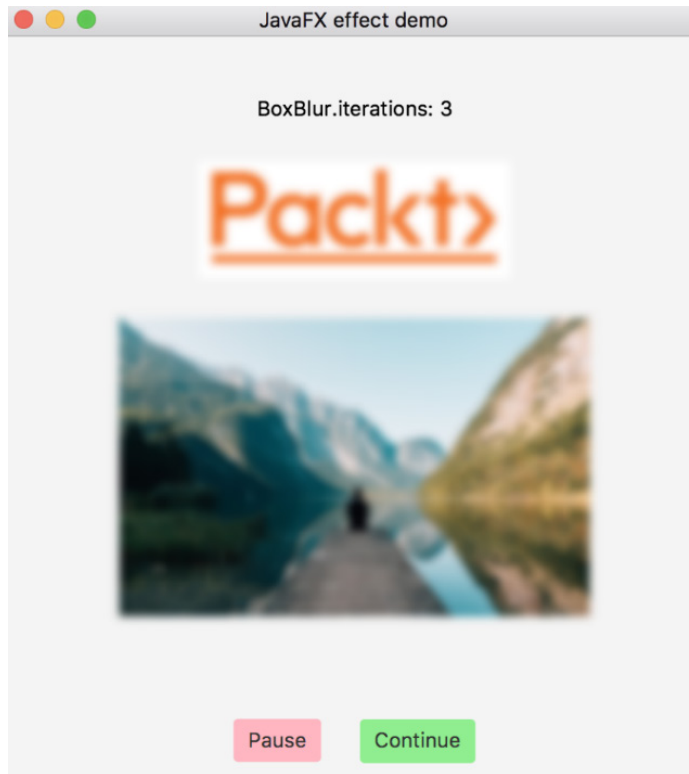 JavaFX effect demo
BoxBlur.iterations: 3
Packt>
Pause
Continue